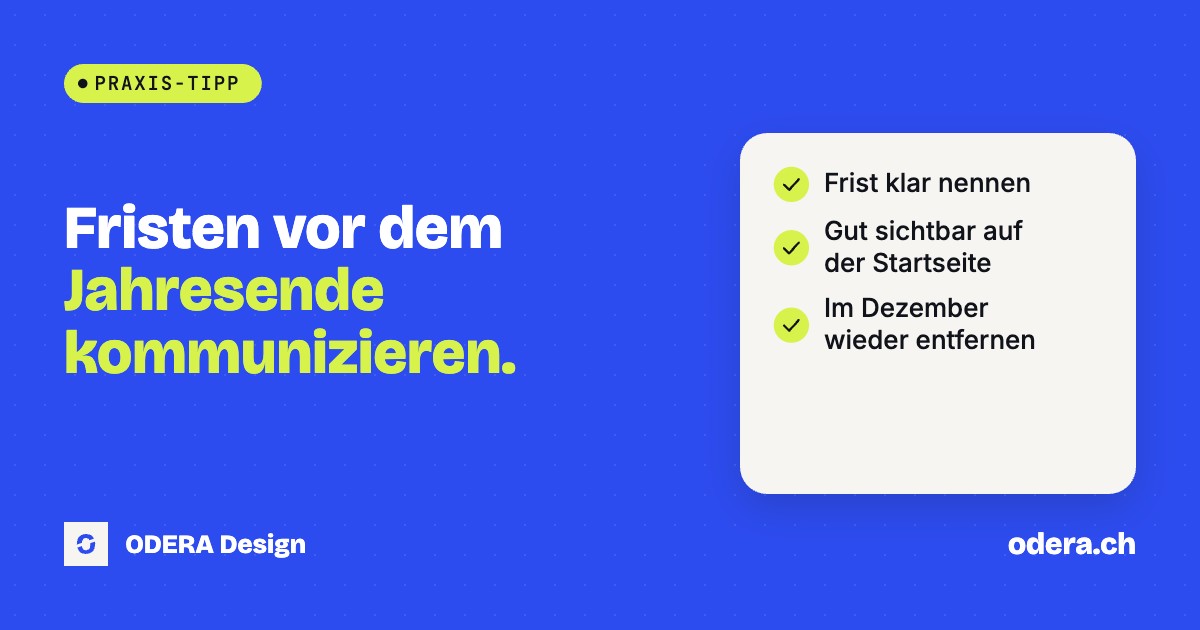 PRAXIS-TIPP
Fristen vor dem
Jahresende
kommunizieren.
Frist klar nennen
Gut sichtbar auf
der Startseite
Im Dezember
wieder entfernen
ODERA Design
odera.ch